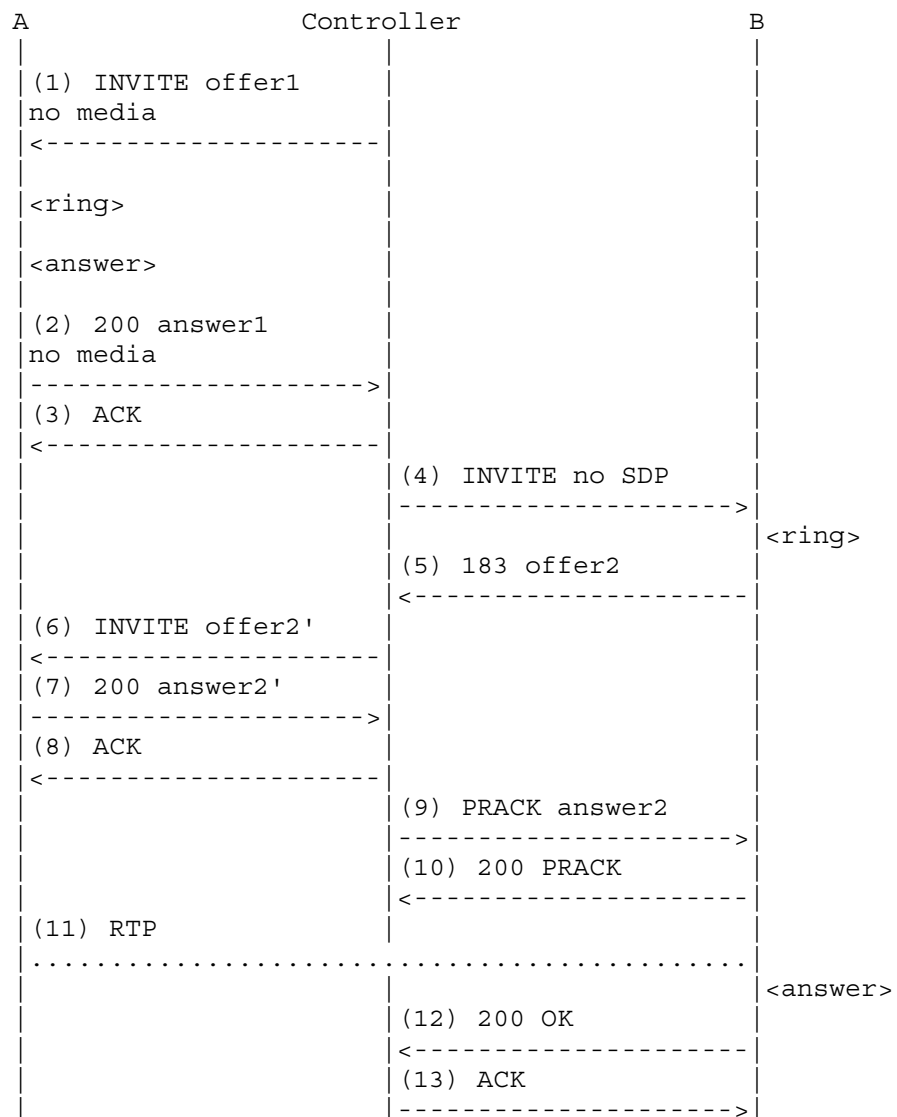 A Controller B
(1) INVITE offer1
no media
<---------------------
<ring>
<answer>
(2) 200 answer1
no media
--------------------->
(3) ACK
<---------------------
(4) INVITE no SDP
--------------------->
<ring>
(5) 183 offer2
<---------------------
(6) INVITE offer2'
<---------------------
(7) 200 answer2'
--------------------->
(8) ACK
<---------------------
(9) PRACK answer2
--------------------->
(10) 200 PRACK
<---------------------
(11) RTP
.............................................
<answer>
(12) 200 OK
<---------------------
(13) ACK
--------------------->